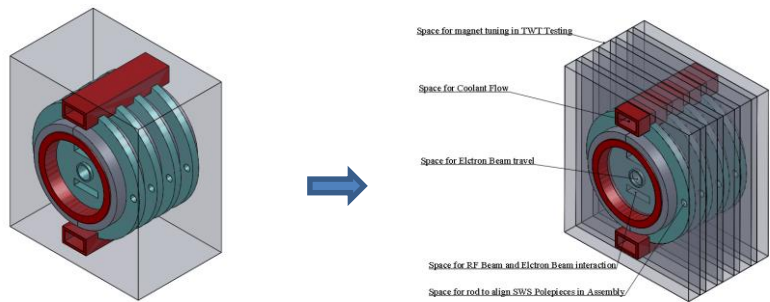 Space for magnet tuning in TWT Testing
Space for Coolant Flow
Space for Elctron Beam travel
Space for RF Beam and Elctron Beam interaction
Space for rod to align SWS Polepieces in Assembly